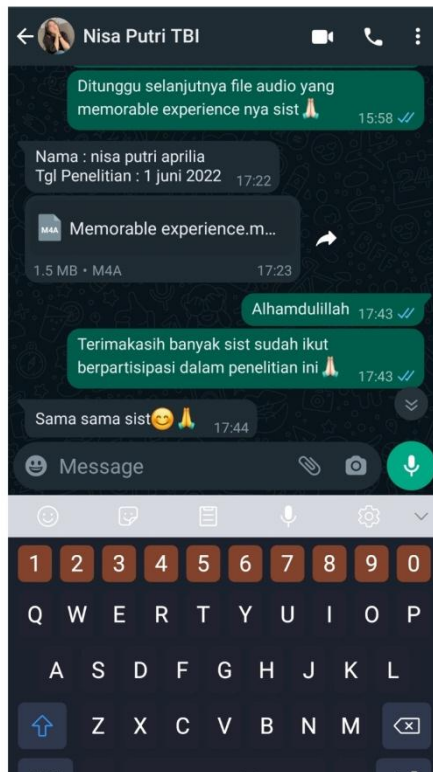 Nisa Putri TBI
Ditunggu selanjutnya file audio yang
memorable experience nya sist🙏🏻
15:58
Nama : nisa putri aprilia
Tgl Penelitian : 1 juni 2022
17:22
M4A
Memorable experience.m...
1.5 MB • M4A
17:23
Alhamdulillah
17:43
Terimakasih banyak sist sudah ikut
berpartisipasi dalam penelitian ini🙏🏻
17:43
Sama sama sist😊🙏
17:44
Message
1 2 3 4 5 6 7 8 9 0
Q W E R T Y U I O P
A S D F G H J K L
Z X C V B N M